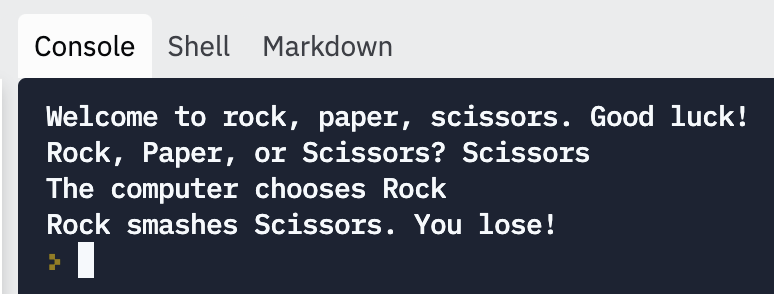 Console Shell Markdown
Welcome to rock, paper, scissors. Good luck!
Rock, Paper, or Scissors? Scissors
The computer chooses Rock
Rock smashes Scissors. You lose!
>